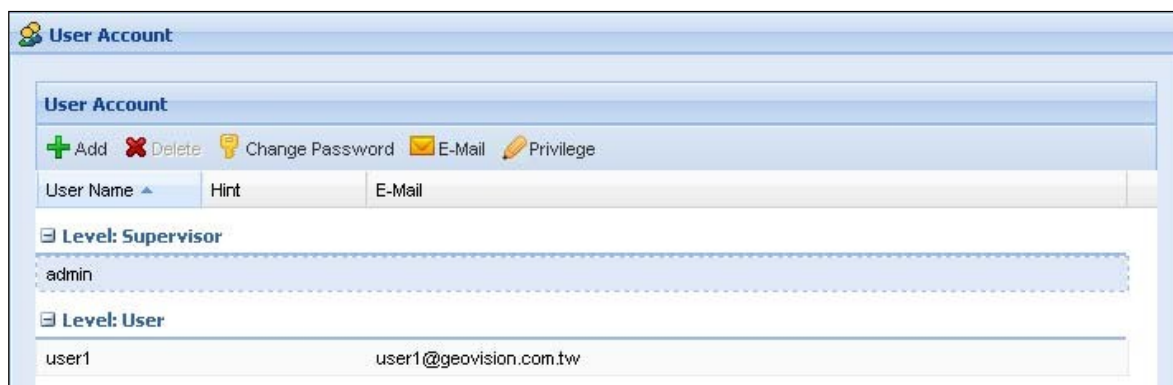 User Account
User Account
Add Delete Change Password E-Mail Privilege
User Name Hint E-Mail
Level: Supervisor
admin
Level: User
user1 user1@geovision.com.tw